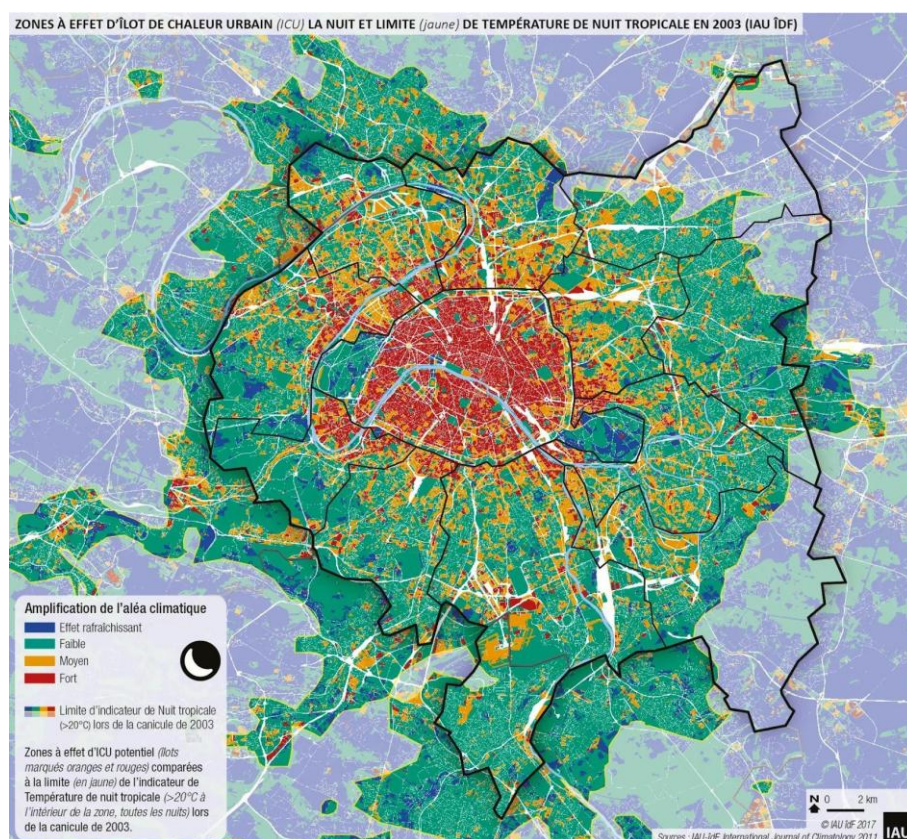 ZONES À EFFET D'ÎLOT DE CHALEUR URBAIN (ICU) LA NUIT ET LIMITE (jaune) DE TEMPÉRATURE DE NUIT TROPICALE EN 2003 (IAU ÎDF)
Amplification de l'aléa climatique
Effet rafraîchissant
Faible
Moyen
Fort
Limite d'indicateur de Nuit tropicale
(>20°C) lors de la canicule de 2003
Zones à effet d'ICU potentiel (îlots
marqués oranges et rouges) comparées
à la limite (en jaune) de l'indicateur de
Température de nuit tropicale (>20°C à
l'intérieur de la zone, toutes les nuits) lors
de la canicule de 2003.
N 0 2 km
© IAU îdF 2017
Sources : IAU-îdF, International Journal of Climatology, 2011
IAU